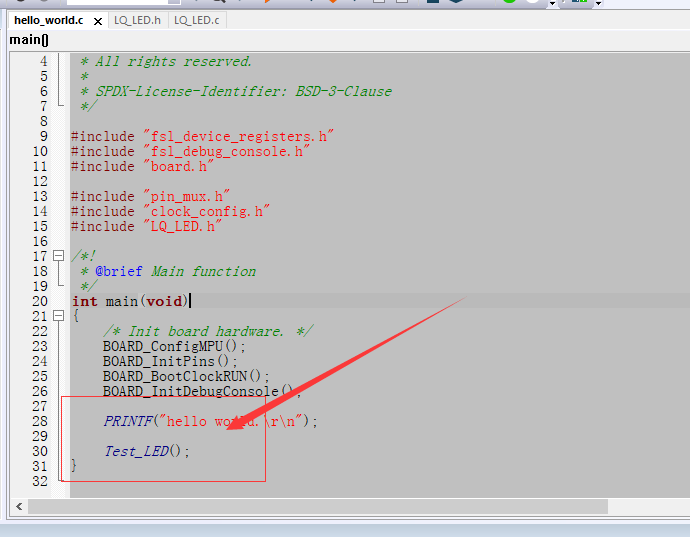 hello_world.c x LQ_LED.h LQ_LED.c
main()
4 * All rights reserved.
5 *
6 * SPDX-License-Identifier: BSD-3-Clause
7 */
8
9 #include "fsl_device_registers.h"
10 #include "fsl_debug_console.h"
11 #include "board.h"
12
13 #include "pin_mux.h"
14 #include "clock_config.h"
15 #include "LQ_LED.h"
16
17 /*!
18 * @brief Main function
19 */
20 int main(void)
21 {
22 /* Init board hardware. */
23 BOARD_ConfigMPU();
24 BOARD_InitPins();
25 BOARD_BootClockRUN();
26 BOARD_InitDebugConsole();
27
28 PRINTF("hello world.\r\n");
29
30 Test_LED();
31 }
32